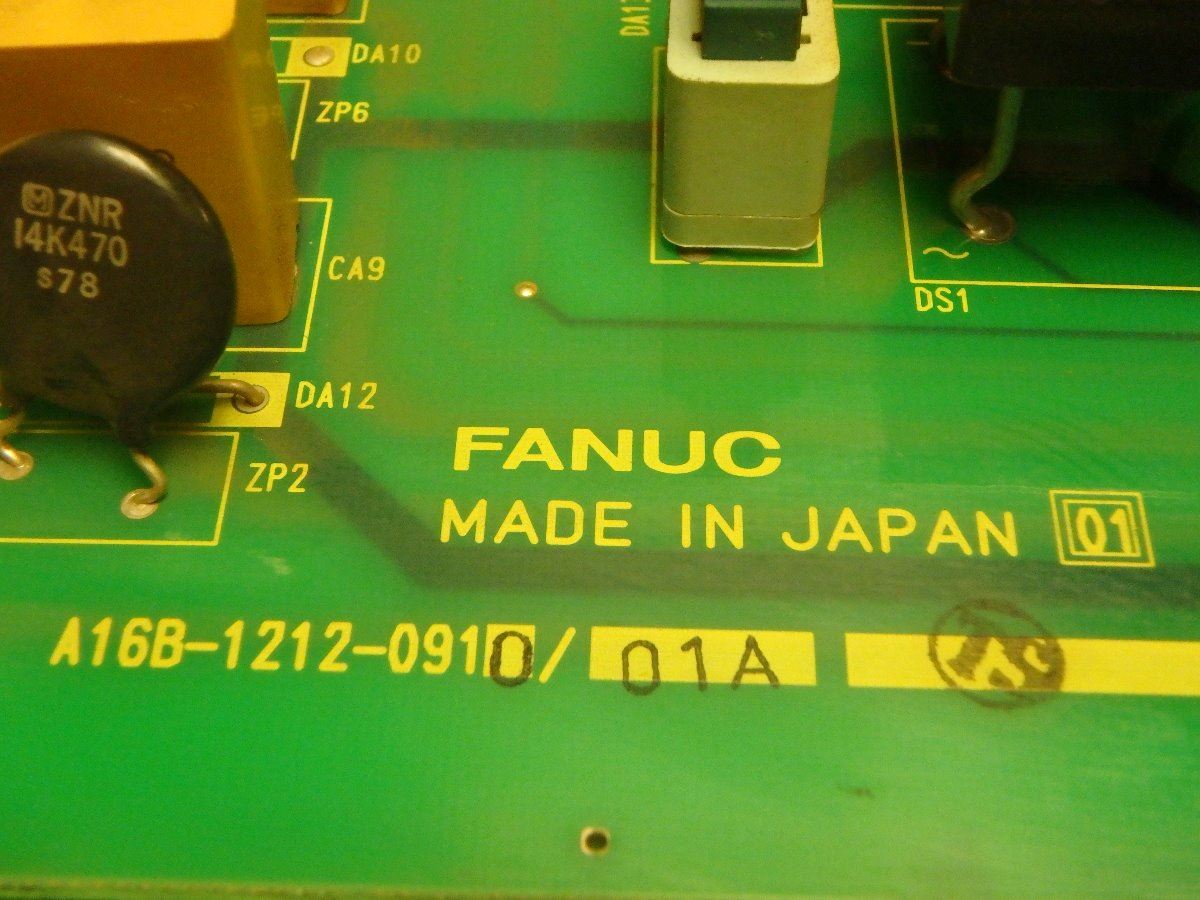 DA10
ZP6
ZNR
14K470
S78
CA9
DS1
DA12
ZP2
FANUC
MADE IN JAPAN 01
A16B-1212-0910/01A